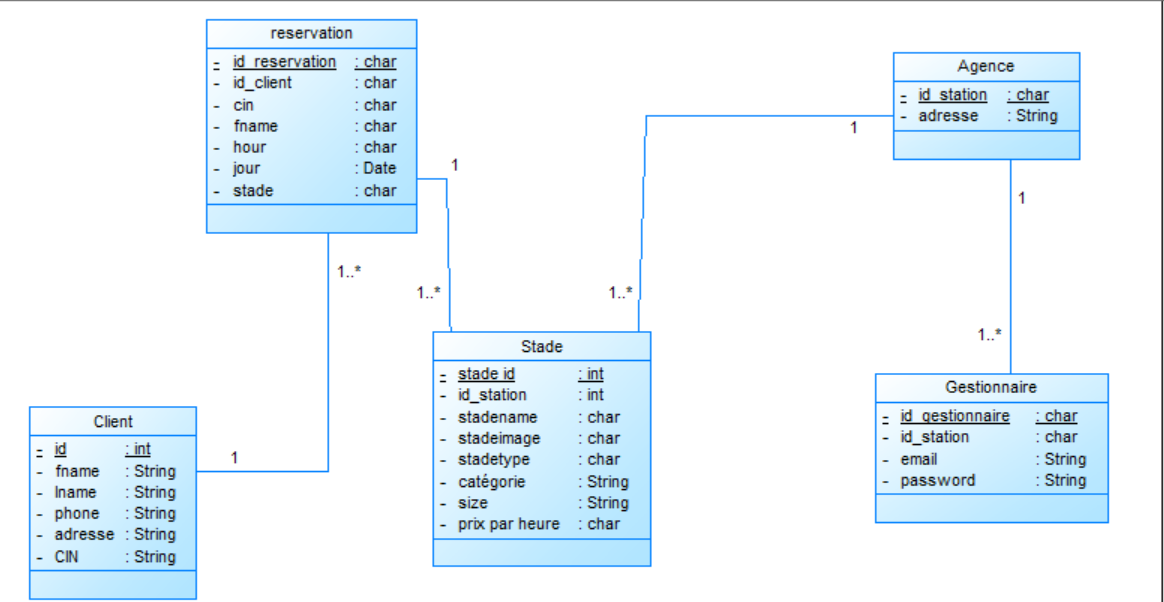 reservation
- id_reservation : char
- id_client : char
- cin : char
- fname : char
- hour : char
- jour : Date
- stade : char
Agence
- id_station : char
- adresse : String
1
1
1
1..*
1..*
1..*
1..*
Stade
- stade id : int
- id_station : int
- stadename : char
- stadeimage : char
- stadetype : char
- catégorie : String
- size : String
- prix par heure : char
Gestionnaire
- id_gestionnaire : char
- id_station : char
- email : String
- password : String
Client
- id : int
- fname : String
- lname : String
- phone : String
- adresse : String
- CIN : String
1